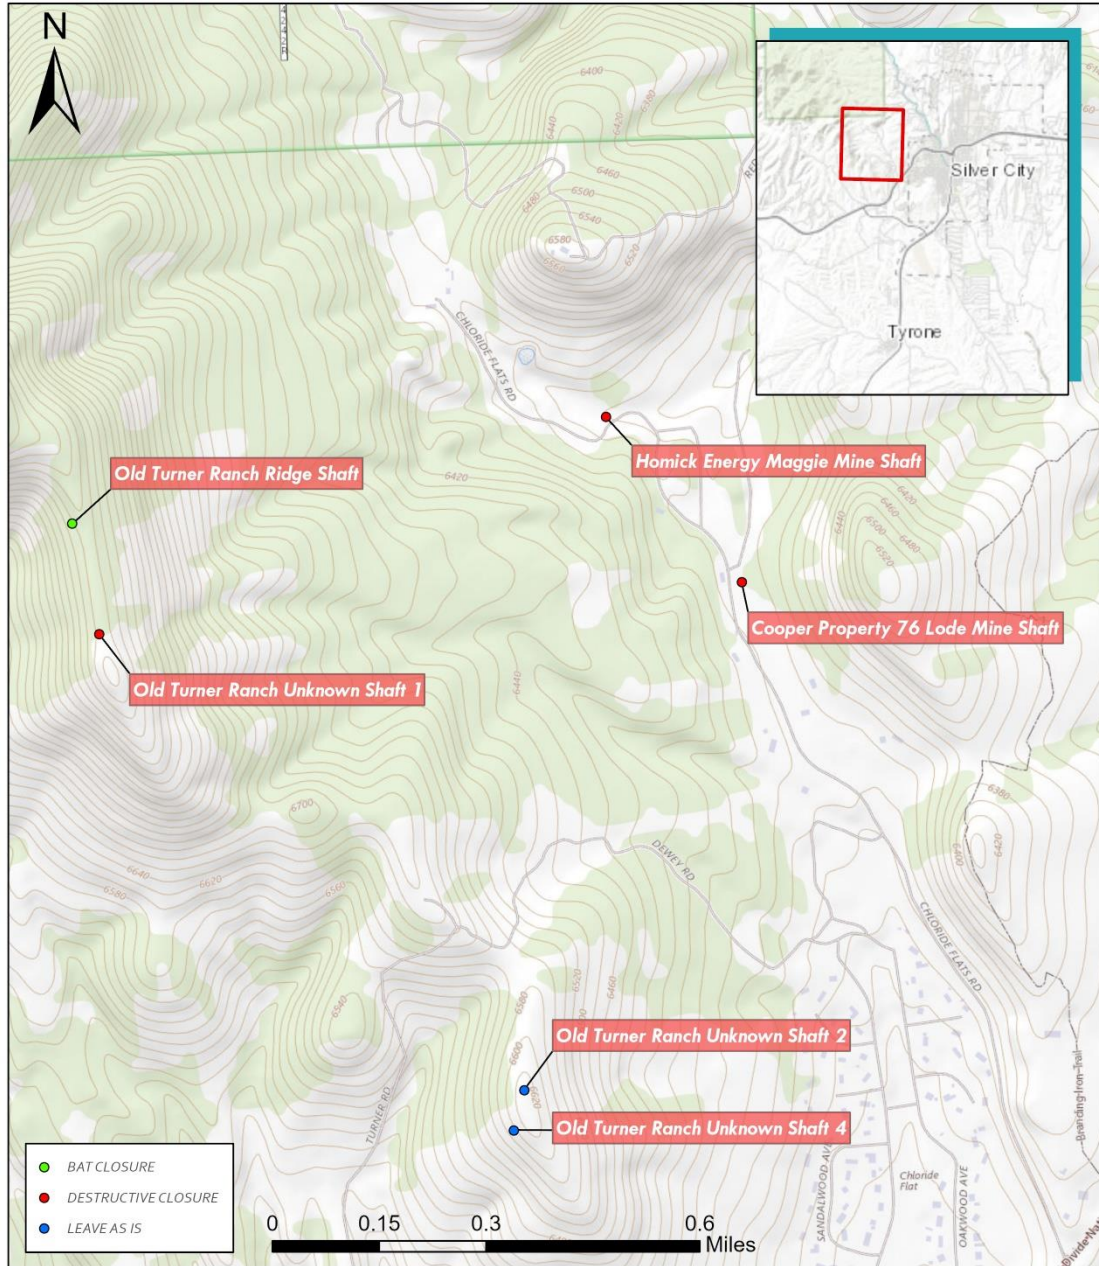 N
6400
6380
6440
6420
6460
6500
6480
6540
6580
6560
6520
Silver City
Tyrone
CHLORIDE FLATS RD
Homick Energy Maggie Mine Shaft
Old Turner Ranch Ridge Shaft
6420
6420
6460
6440
6500
6480
6520
Cooper Property 76 Lode Mine Shaft
Old Turner Ranch Unknown Shaft 1
6440
6700
6380
6420
6400
DEWEY RD
6640
6620
6580
6560
CHLORIDE FLATS RD
6520
6460
6580
6540
6600
Old Turner Ranch Unknown Shaft 2
6620
TURNER RD
Old Turner Ranch Unknown Shaft 4
Branding Iron Trail
SANDALWOOD AVE
Chloride
Flat
OAKWOOD AVE
BAT CLOSURE
DESTRUCTIVE CLOSURE
LEAVE AS IS
0 0.15 0.3 0.6
Miles